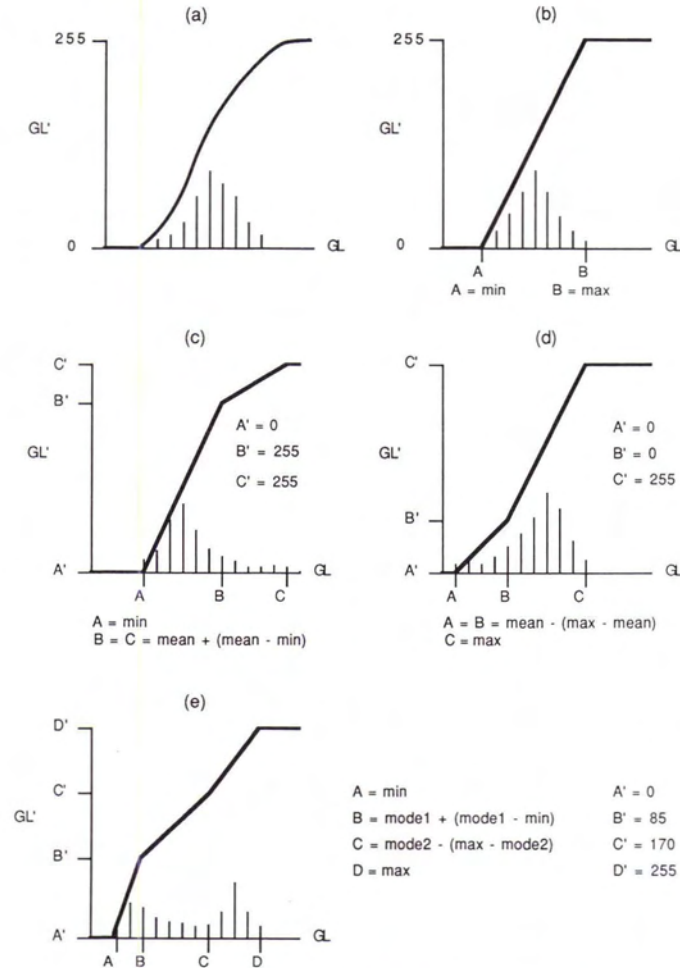 (a)
255
GL'
0
GL
(b)
255
GL'
0
GL
A
B
A = min
B = max
(c)
C'
B'
GL'
A'
A' = 0
B' = 255
C' = 255
GL
A
B
C
A = min
B = C = mean + (mean - min)
(d)
C'
GL'
B'
A'
A' = 0
B' = 0
C' = 255
GL
A
B
C
A = B = mean - (max - mean)
C = max
(e)
D'
C'
GL'
B'
A'
GL
A
B
C
D
A = min
B = mode1 + (mode1 - min)
C = mode2 - (max - mode2)
D = max
A' = 0
B' = 85
C' = 170
D' = 255